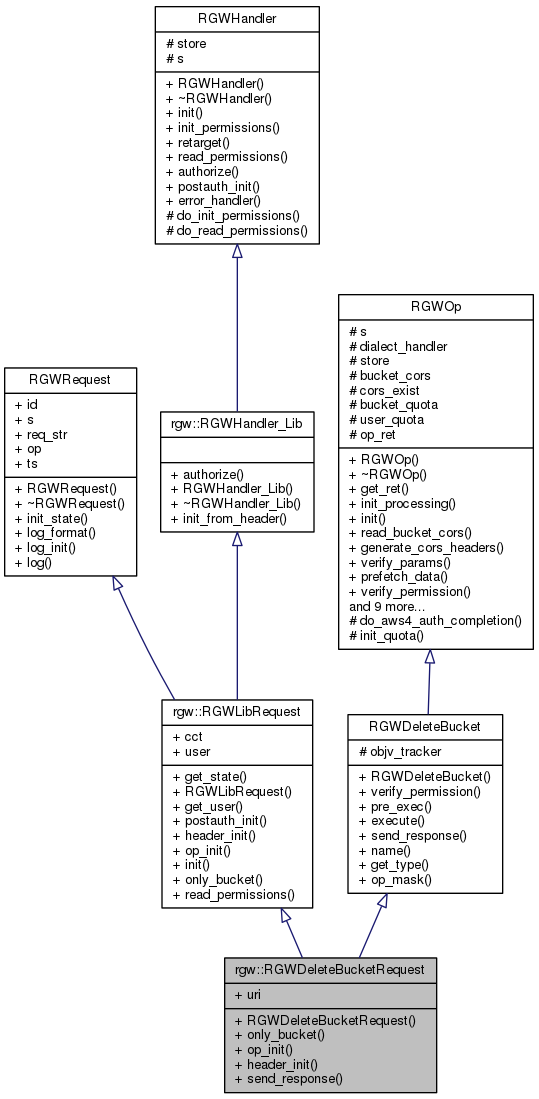 RGWHandler
# store
# s
+ RGWHandler()
+ ~RGWHandler()
+ init()
+ init_permissions()
+ retarget()
+ read_permissions()
+ authorize()
+ postauth_init()
+ error_handler()
# do_init_permissions()
# do_read_permissions()
RGWOp
# s
# dialect_handler
# store
# bucket_cors
# cors_exist
# bucket_quota
# user_quota
# op_ret
+ RGWOp()
+ ~RGWOp()
+ get_ret()
+ init_processing()
+ init()
+ read_bucket_cors()
+ generate_cors_headers()
+ verify_params()
+ prefetch_data()
+ verify_permission()
and 9 more...
# do_aws4_auth_completion()
# init_quota()
RGWRequest
+ id
+ s
+ req_str
+ op
+ ts
+ RGWRequest()
+ ~RGWRequest()
+ init_state()
+ log_format()
+ log_init()
+ log()
rgw::RGWHandler_Lib
+ authorize()
+ RGWHandler_Lib()
+ ~RGWHandler_Lib()
+ init_from_header()
rgw::RGWLibRequest
+ cct
+ user
+ get_state()
+ RGWLibRequest()
+ get_user()
+ postauth_init()
+ header_init()
+ op_init()
+ init()
+ only_bucket()
+ read_permissions()
RGWDeleteBucket
# objv_tracker
+ RGWDeleteBucket()
+ verify_permission()
+ pre_exec()
+ execute()
+ send_response()
+ name()
+ get_type()
+ op_mask()
rgw::RGWDeleteBucketRequest
+ uri
+ RGWDeleteBucketRequest()
+ only_bucket()
+ op_init()
+ header_init()
+ send_response()